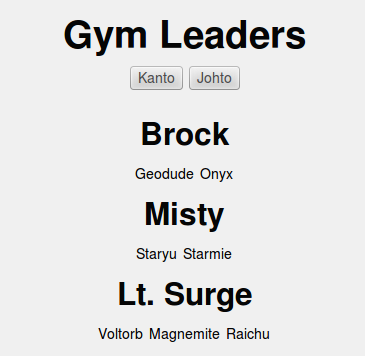 Gym Leaders
Kanto Johto
Brock
Geodude Onyx
Misty
Staryu Starmie
Lt. Surge
Voltorb Magnemite Raichu